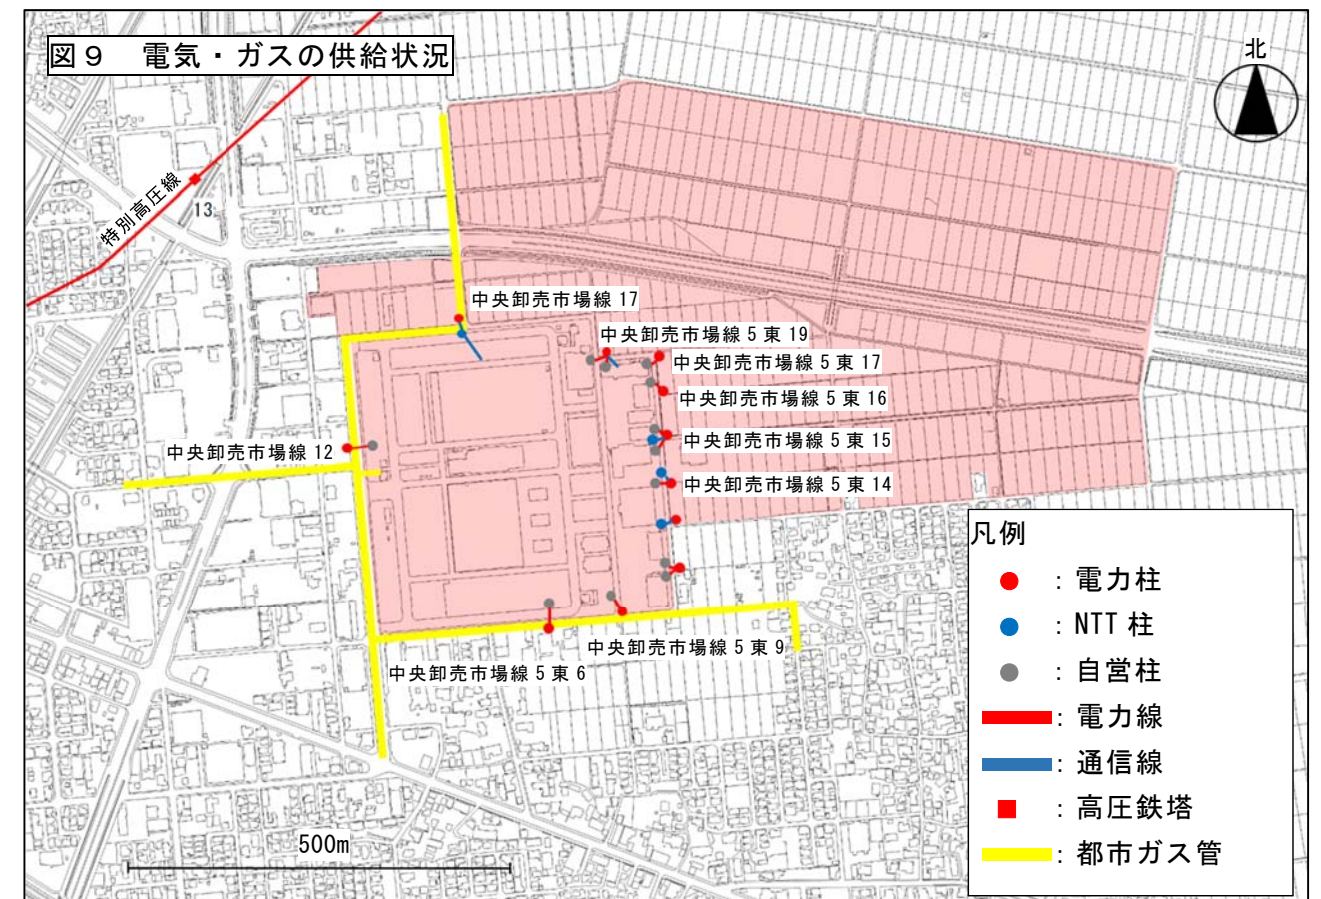 図９　電気・ガスの供給状況
北
特別高圧線
13
中央卸売市場線 17
中央卸売市場線 5 東 19
中央卸売市場線 5 東 17
中央卸売市場線 5 東 16
中央卸売市場線 12
中央卸売市場線 5 東 15
中央卸売市場線 5 東 14
中央卸売市場線 5 東 9
中央卸売市場線 5 東 6
500m
凡例
：電力柱
：NTT 柱
：自営柱
：電力線
：通信線
：高圧鉄塔
：都市ガス管